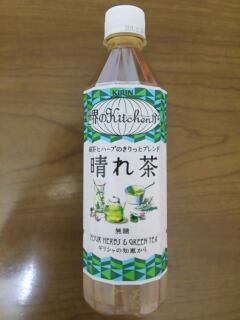 KIRIN
世界のKitchenから
緑茶とハーブのきりっとブレンド
晴れ茶
無糖
FOUR HERBS & GREEN TEA
ギリシャの知恵から